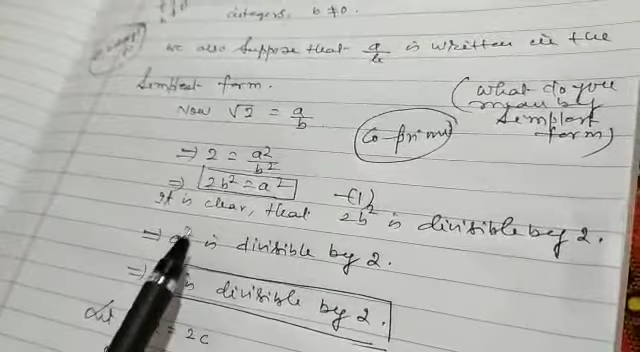 integers. b ≠ 0.
we also suppose that a/b is written in the
Simplest form.
(What do you
mean by
Simplest
form)
Now √2 = a/b
Co-prime
⇒ 2 = a²/b²
⇒ 2b² = a² —(1)
It is clear, that 2b² is divisible by 2.
⇒ a² is divisible by 2.
⇒ is divisible by 2.
Let = 2c